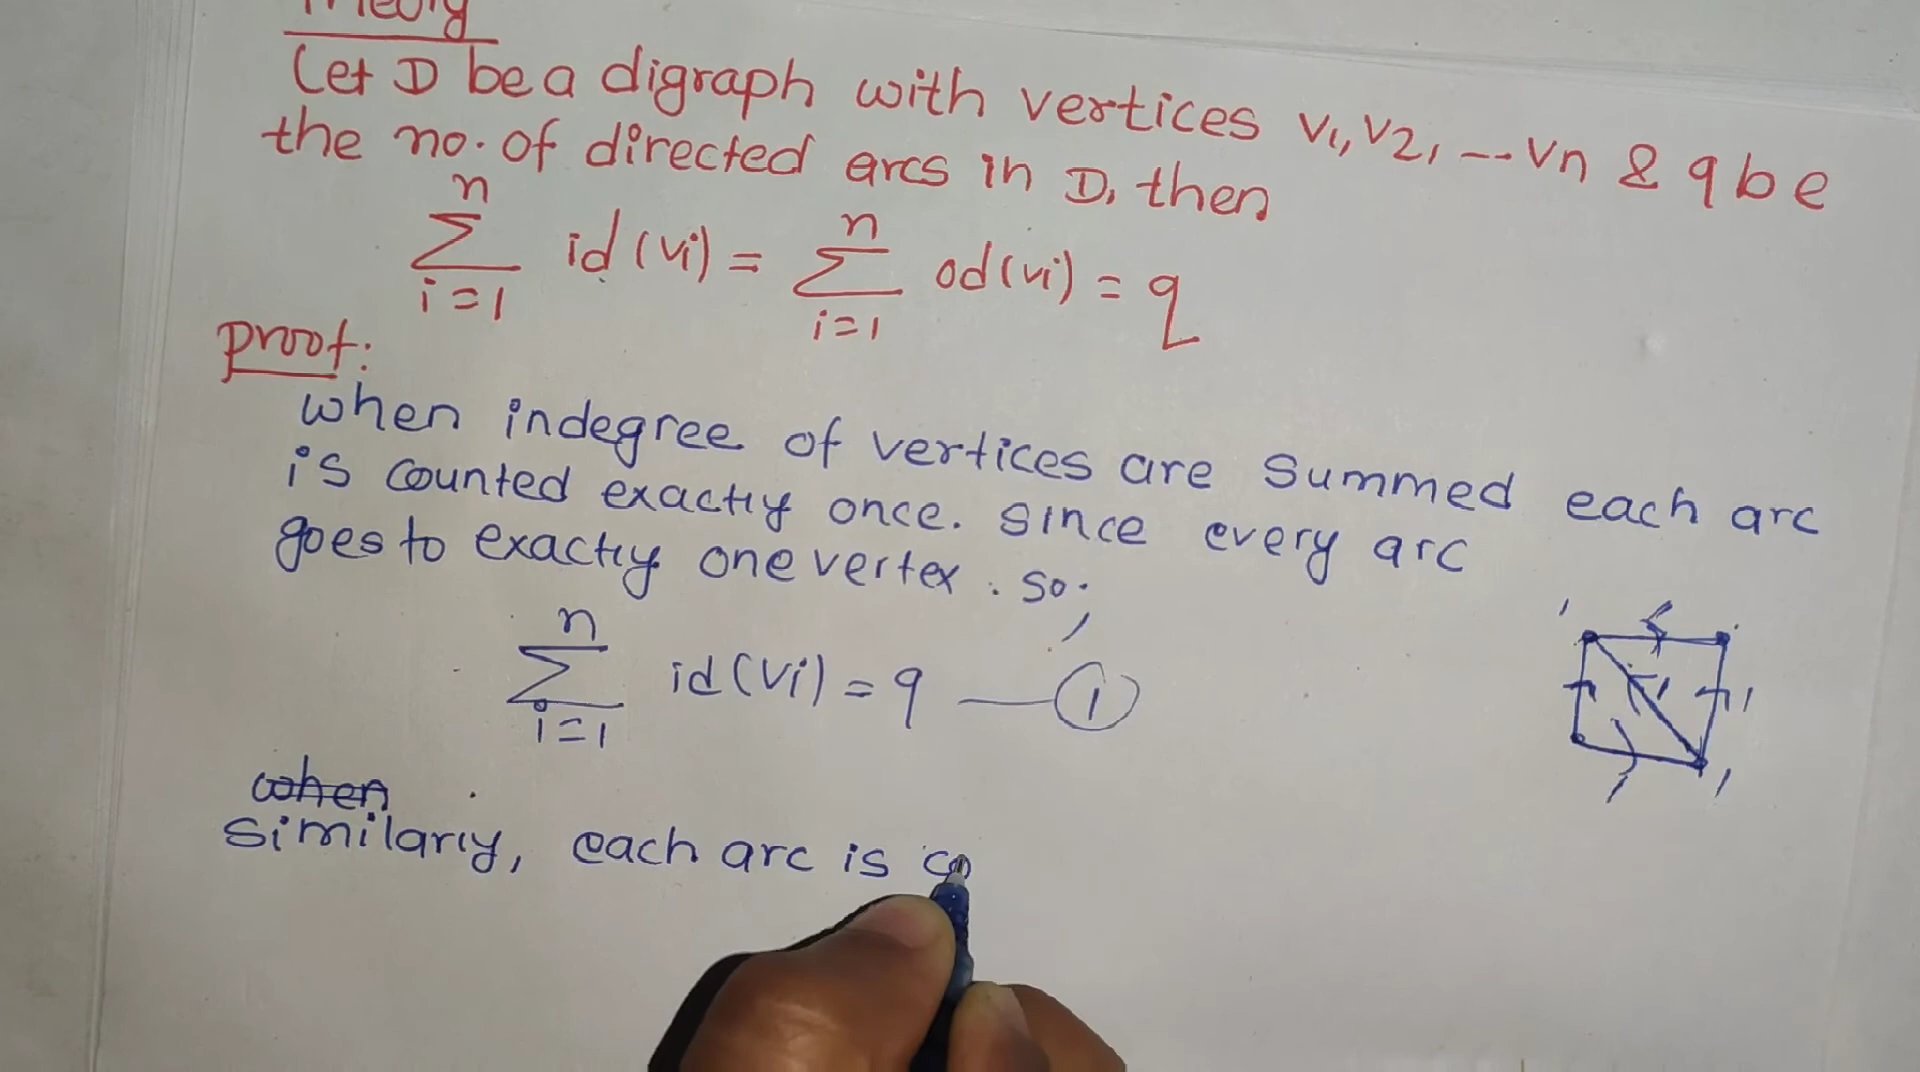 Let D be a digraph with vertices v1, v2, --- vn & q be
the no. of directed arcs in D, then
n ∑ i=1 id(vi) = n ∑ i=1 od(vi) = q
Proof:
when indegree of vertices are summed each arc
is counted exactly once. since every arc
goes to exactly one vertex. so;
n ∑ i=1 id(vi) = q — 1
when
similarly, each arc is co